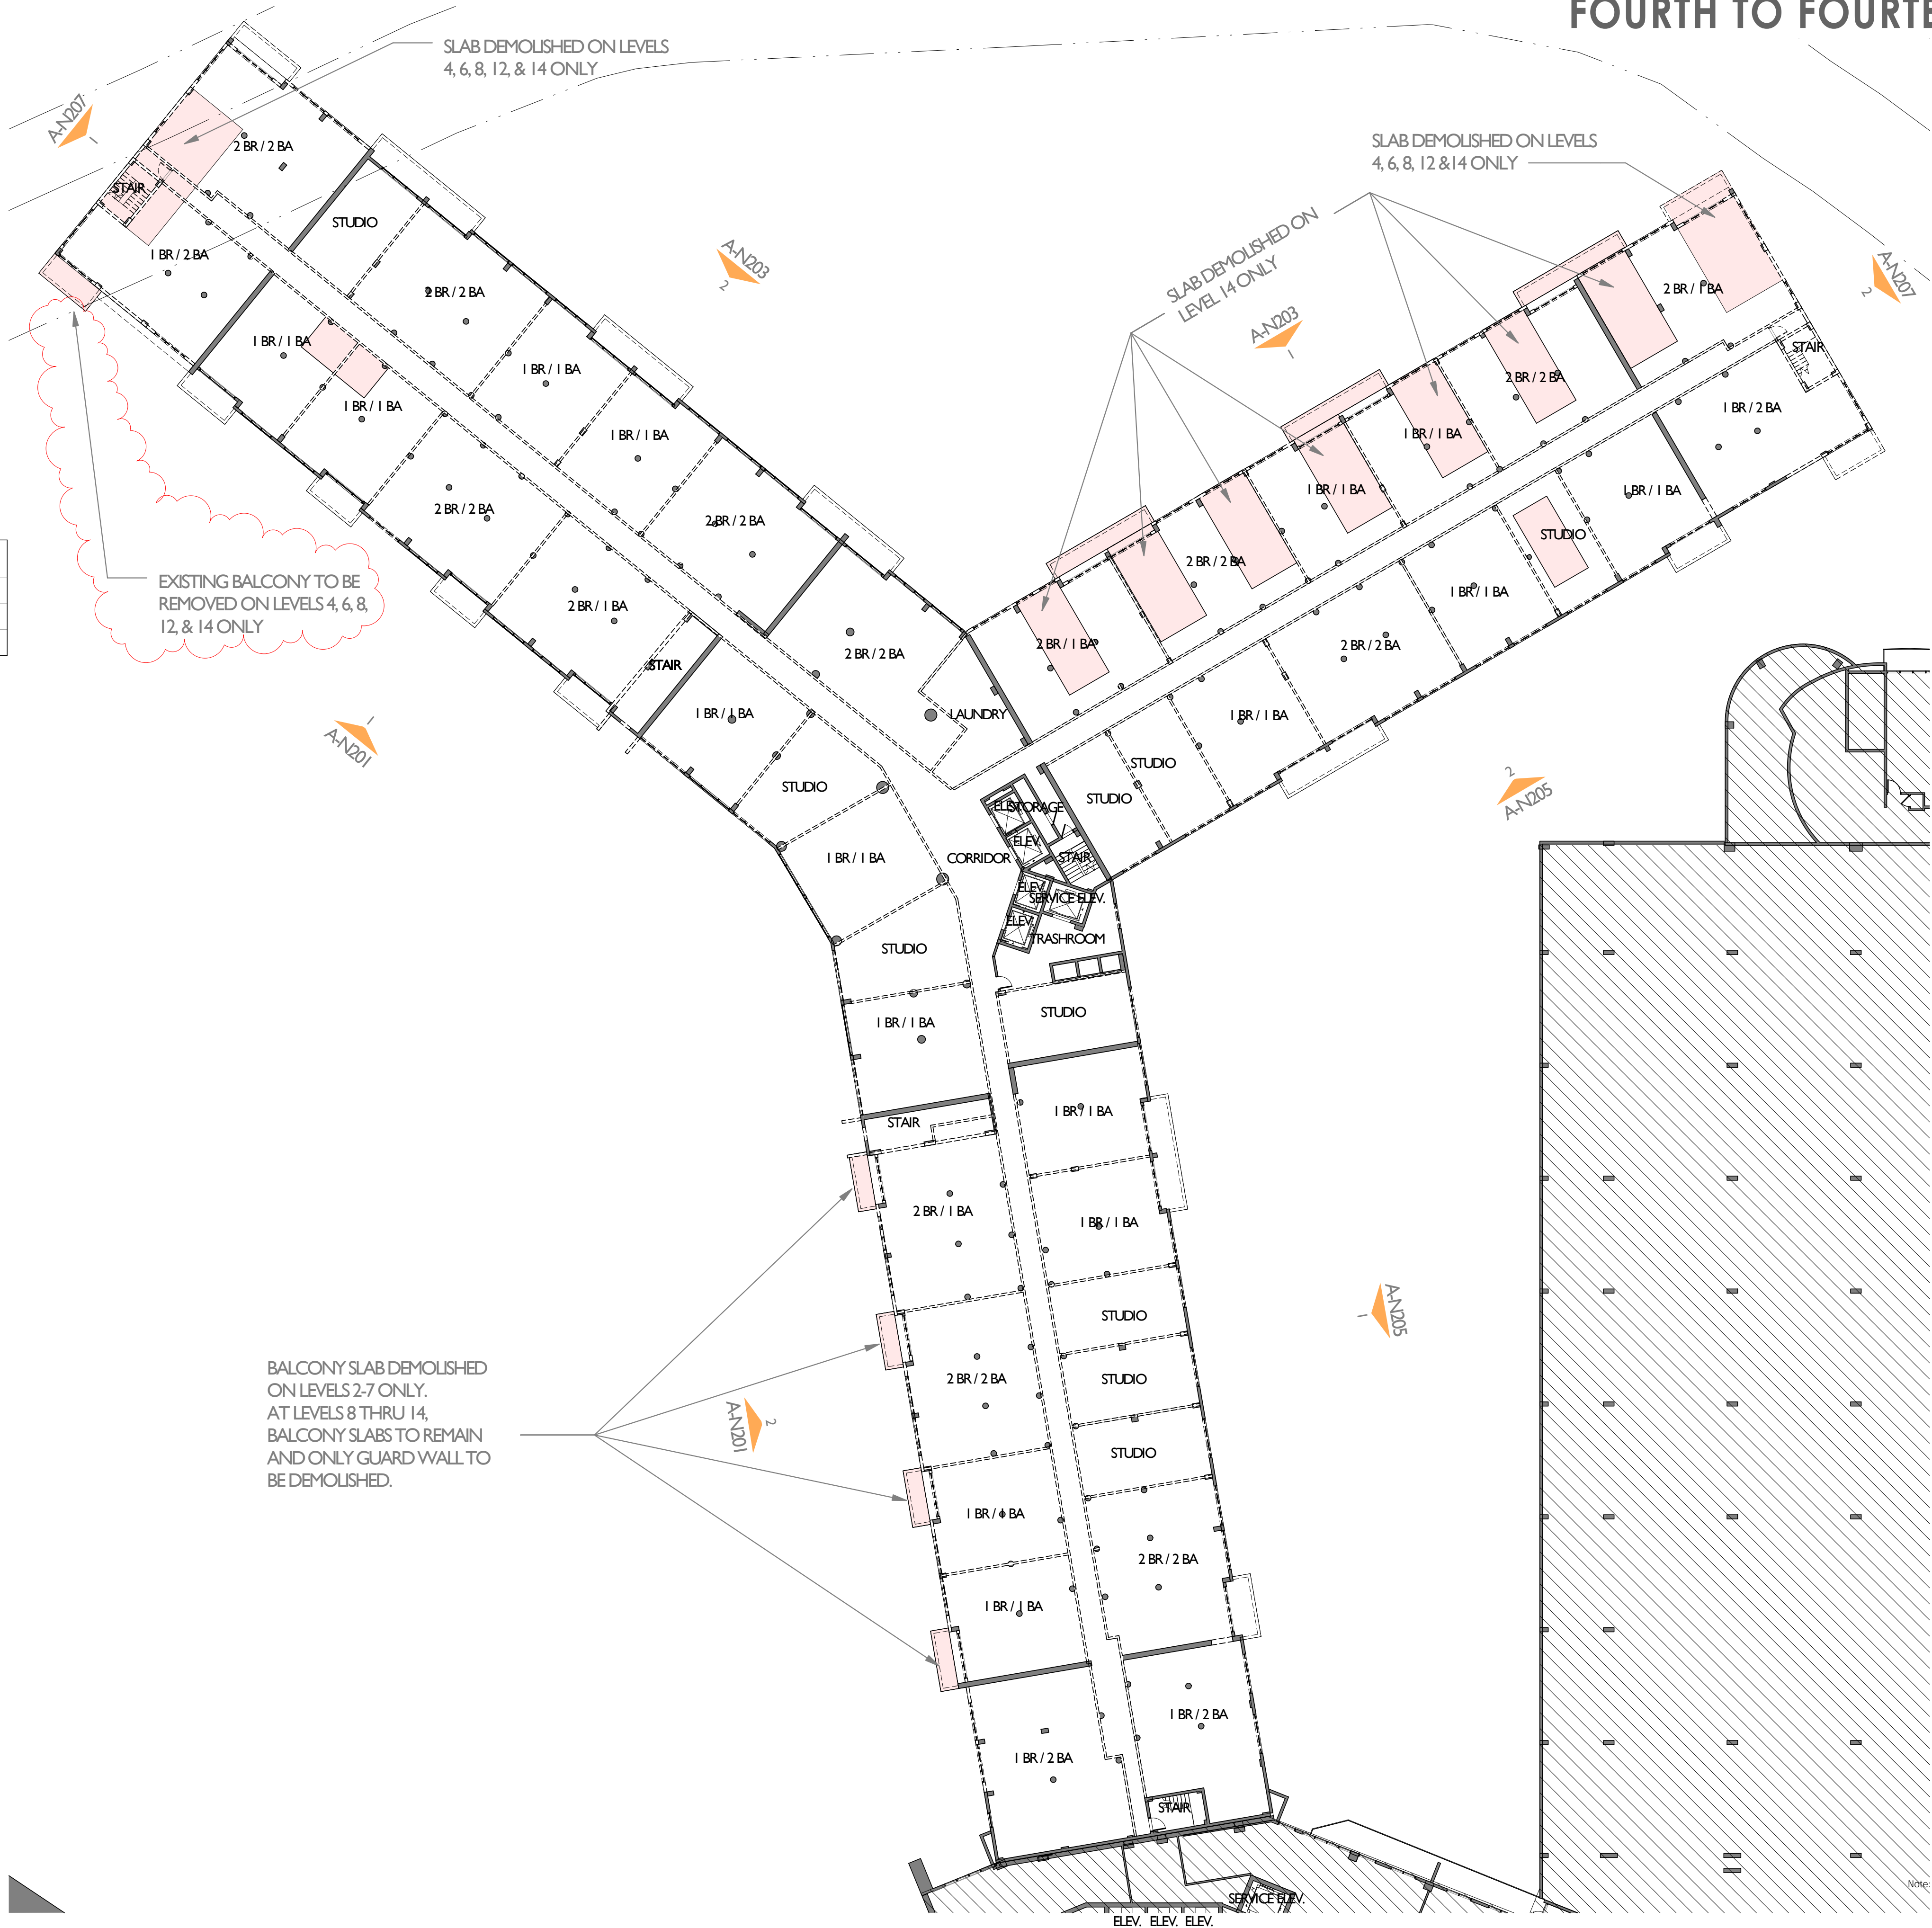 FOURTH TO FOURTE
SLAB DEMOLISHED ON LEVELS
4, 6, 8, 12, & 14 ONLY
A-N207
1
2 BR / 2 BA
STAIR
1 BR / 2 BA
STUDIO
2 BR / 2 BA
1 BR / 1 BA
1 BR / 1 BA
2 BR / 2 BA
2 BR / 2 BA
LAUNDRY
1 BR / 1 BA
1 BR / 1 BA
2 BR / 2 BA
2 BR / 1 BA
STAIR
1 BR / 1 BA
STUDIO
1 BR / 1 BA
STUDIO
1 BR / 1 BA
STAIR
A-N203
2
EXISTING BALCONY TO BE
REMOVED ON LEVELS 4, 6, 8,
12, & 14 ONLY
A-N201
1
SLAB DEMOLISHED ON LEVELS
4, 6, 8, 12 &14 ONLY
SLAB DEMOLISHED ON
LEVEL 14 ONLY
A-N203
1
A-N207
2
2 BR / 1 BA
STAIR
2 BR / 2 BA
1 BR / 2 BA
1 BR / 1 BA
1 BR / 1 BA
1 BR / 1 BA
STUDIO
2 BR / 2 BA
1 BR / 1 BA
2 BR / 1 BA
2 BR / 2 BA
1 BR / 1 BA
STUDIO
STUDIO
2
A-N205
ELEV.
STORAGE
ELEV.
CORRIDOR
STAIR
ELEV.
SERVICE ELEV.
ELEV.
TRASHROOM
STUDIO
1 BR / 1 BA
2 BR / 1 BA
1 BR / 1 BA
STUDIO
2 BR / 2 BA
STUDIO
STUDIO
1 BR / BA
2 BR / 2 BA
1 BR / 1 BA
1 BR / 2 BA
1 BR / 2 BA
STAIR
1
A-N205
BALCONY SLAB DEMOLISHED
ON LEVELS 2-7 ONLY.
AT LEVELS 8 THRU 14,
BALCONY SLABS TO REMAIN
AND ONLY GUARD WALL TO
BE DEMOLISHED.
A-N201
2
SERVICE ELEV.
ELEV. ELEV. ELEV.
Note: